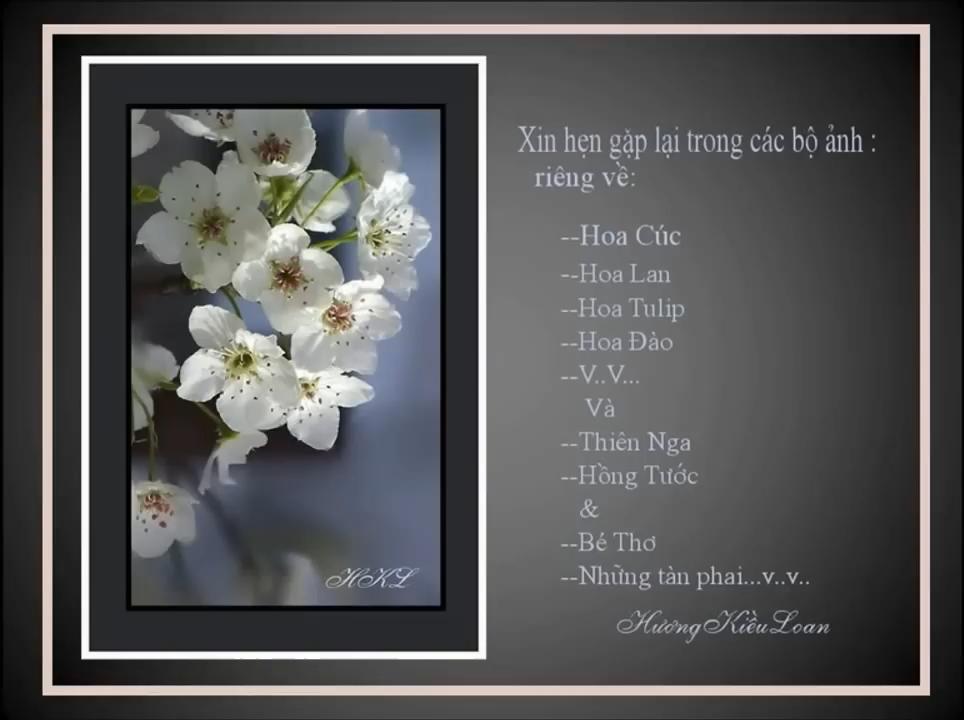 Xin hẹn gặp lại trong các bộ ảnh :
riêng về:
--Hoa Cúc
--Hoa Lan
--Hoa Tulip
--Hoa Đào
--V..V...
Và
--Thiên Nga
--Hồng Tước
&
--Bé Thơ
--Những tàn phai...v..v..
HươngKiềuLoan
HKL